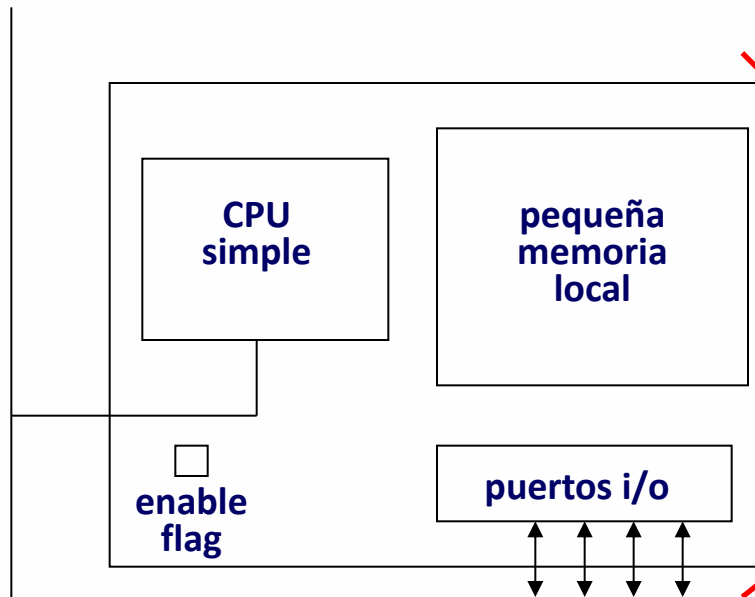 CPU
simple
pequeña
memoria
local
enable
flag
puertos i/o